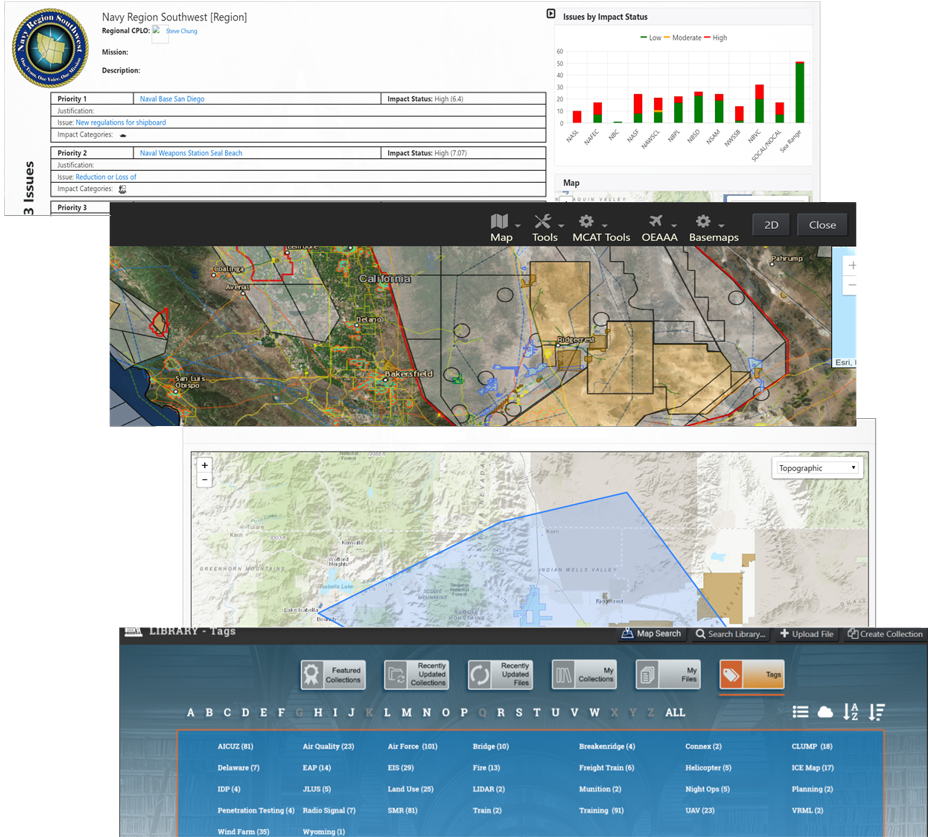 Navy Region Southwest [Region]
Regional CPLO: Steve Chung
Mission:
Description:
Navy Region Southwest
One Team, One Voice, One Mission
3 Issues
Priority 1 Naval Base San Diego Impact Status: High (6.4)
Justification:
Issue: New regulations for shipboard
Impact Categories:
Priority 2 Naval Weapons Station Seal Beach Impact Status: High (7.07)
Justification:
Issue: Reduction or Loss of
Impact Categories:
Priority 3
Issues by Impact Status
Low Moderate High
60
50
40
30
20
10
0
NASL NAFEC NBC NASF NAWSCL NBPL NBSD NSAM NWSSB NBVC SOCAL/NOCAL Sea Range
Map
QUIN VALLEY
Map Tools MCAT Tools OEAAA Basemaps 2D Close
Lemoore
Coalinga
Avenal
California
Pahrump
Delano
Ridgecrest
Bakersfield
San Luis
Obispo
Esri,
+
−
+
−
Topographic
NEVADA
Kernville
Wofford
Heights
GREENHORN MOUNTAINS
Isabella Lake
Lake Isabella
INDIAN WELLS VALLEY
Ridgecrest
LIBRARY - Tags Map Search Search Library... Upload File Create Collection
Featured Collections
Recently Updated Collections
Recently Updated Files
My Collections
My Files
Tags
A B C D E F G H I J K L M N O P Q R S T U V W X Y Z ALL
A
Z
AICUZ (81) Air Quality (23) Air Force (101) Bridge (10) Breakenridge (4) Connex (2) CLUMP (18)
Delaware (7) EAP (14) EIS (29) Fire (13) Freight Train (6) Helicopter (5) ICE Map (17)
IDP (4) JLUS (5) Land Use (25) LIDAR (2) Munition (2) Night Ops (5) Planning (2)
Penetration Testing (4) Radio Signal (7) SMR (81) Train (2) Training (91) UAV (23) VRML (2)
Wind Farm (35) Wyoming (1)